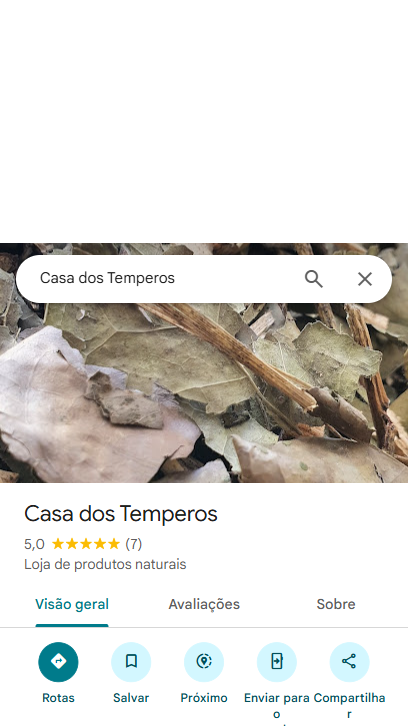 Casa dos Temperos
Casa dos Temperos
5,0 (7)
Loja de produtos naturais
Visão geral Avaliações Sobre
Rotas Salvar Próximo Enviar para Compartilha
o r